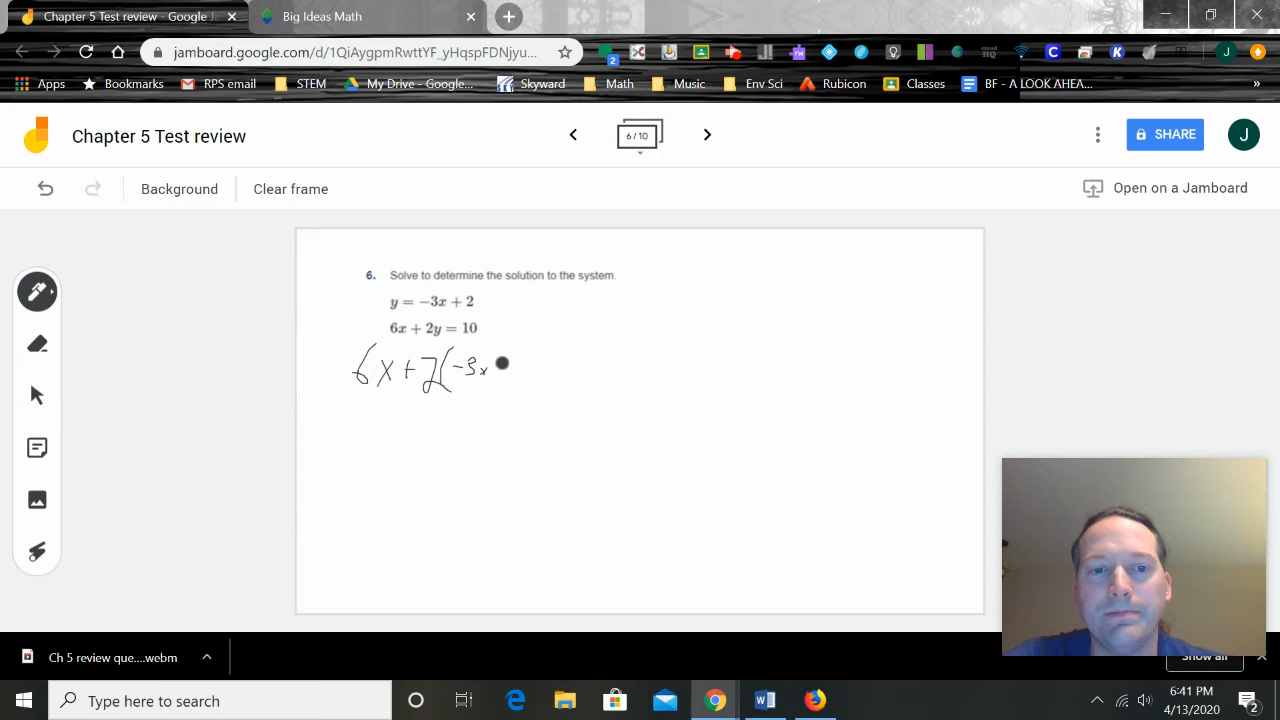 Chapter 5 Test review - Google J
Big Ideas Math
jamboard.google.com/d/1QiAygpmRwttYF_yHqspFDNjyu...
2
J
Apps
Bookmarks
RPS email
STEM
My Drive - Google...
Skyward
Math
Music
Env Sci
Rubicon
Classes
BF - A LOOK AHEA...
»
Chapter 5 Test review
6 / 10
SHARE
J
Background
Clear frame
Open on a Jamboard
6. Solve to determine the solution to the system.
y = −3x + 2
6x + 2y = 10
6x + 2(-3x
Ch 5 review que....webm
Show all
Type here to search
6:41 PM
4/13/2020
2